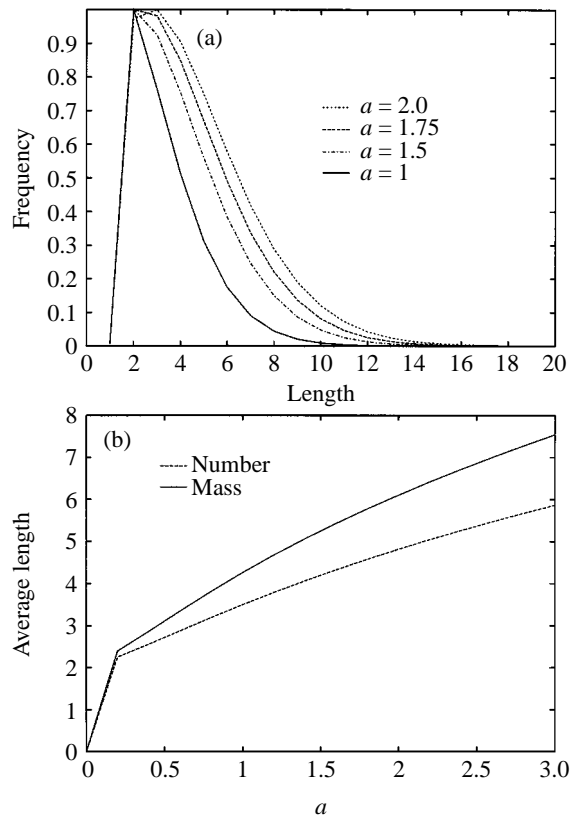 (a)
0.9
0.8
0.7
0.6
0.5
0.4
0.3
0.2
0.1
0
Frequency
a = 2.0
a = 1.75
a = 1.5
a = 1
0 2 4 6 8 10 12 14 16 18 20
Length
(b)
8
7
6
5
4
3
2
1
0
Average length
Number
Mass
0 0.5 1 1.5 2 2.5 3.0
a